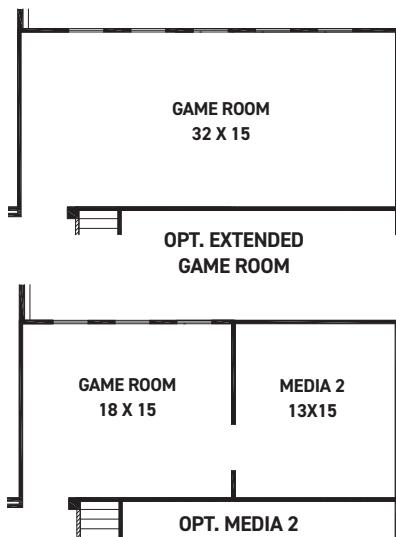 GAME ROOM
32 X 15
OPT. EXTENDED
GAME ROOM
GAME ROOM
18 X 15
MEDIA 2
13X15
OPT. MEDIA 2